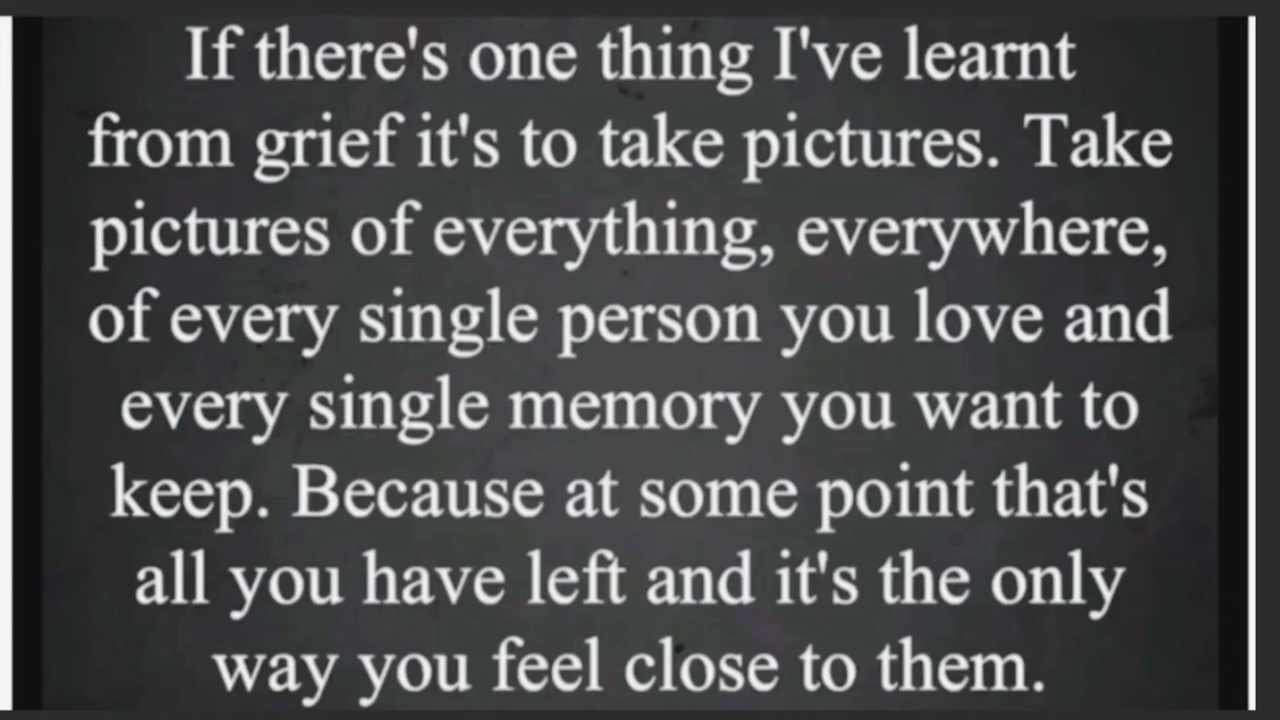 If there's one thing I've learnt
from grief it's to take pictures. Take
pictures of everything, everywhere,
of every single person you love and
every single memory you want to
keep. Because at some point that's
all you have left and it's the only
way you feel close to them.